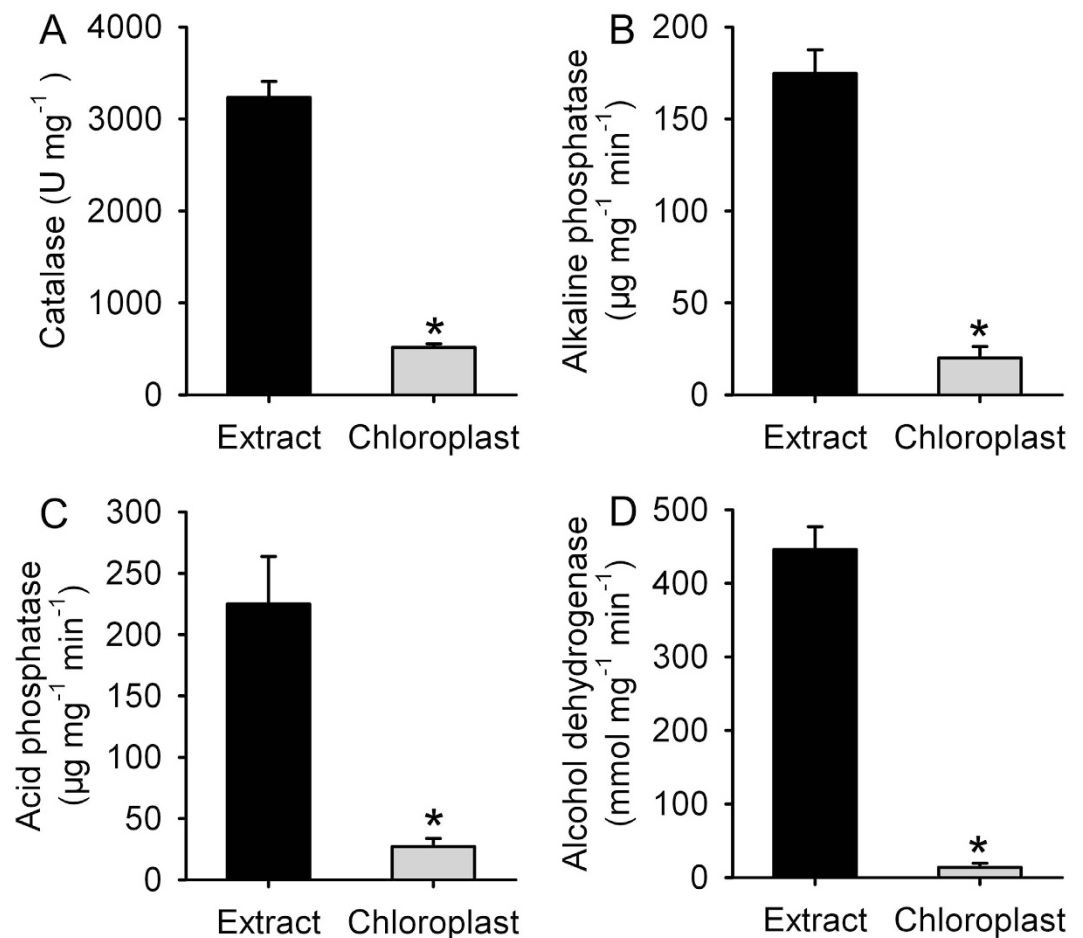 A
Catalase (U mg⁻¹ )
4000
3000
2000
1000
0
*
Extract Chloroplast
B
Alkaline phosphatase
(µg mg⁻¹ min⁻¹)
200
150
100
50
0
*
Extract Chloroplast
C
Acid phosphatase
(µg mg⁻¹ min⁻¹)
300
250
200
150
100
50
0
*
Extract Chloroplast
D
Alcohol dehydrogenase
(mmol mg⁻¹ min⁻¹)
500
400
300
200
100
0
*
Extract Chloroplast